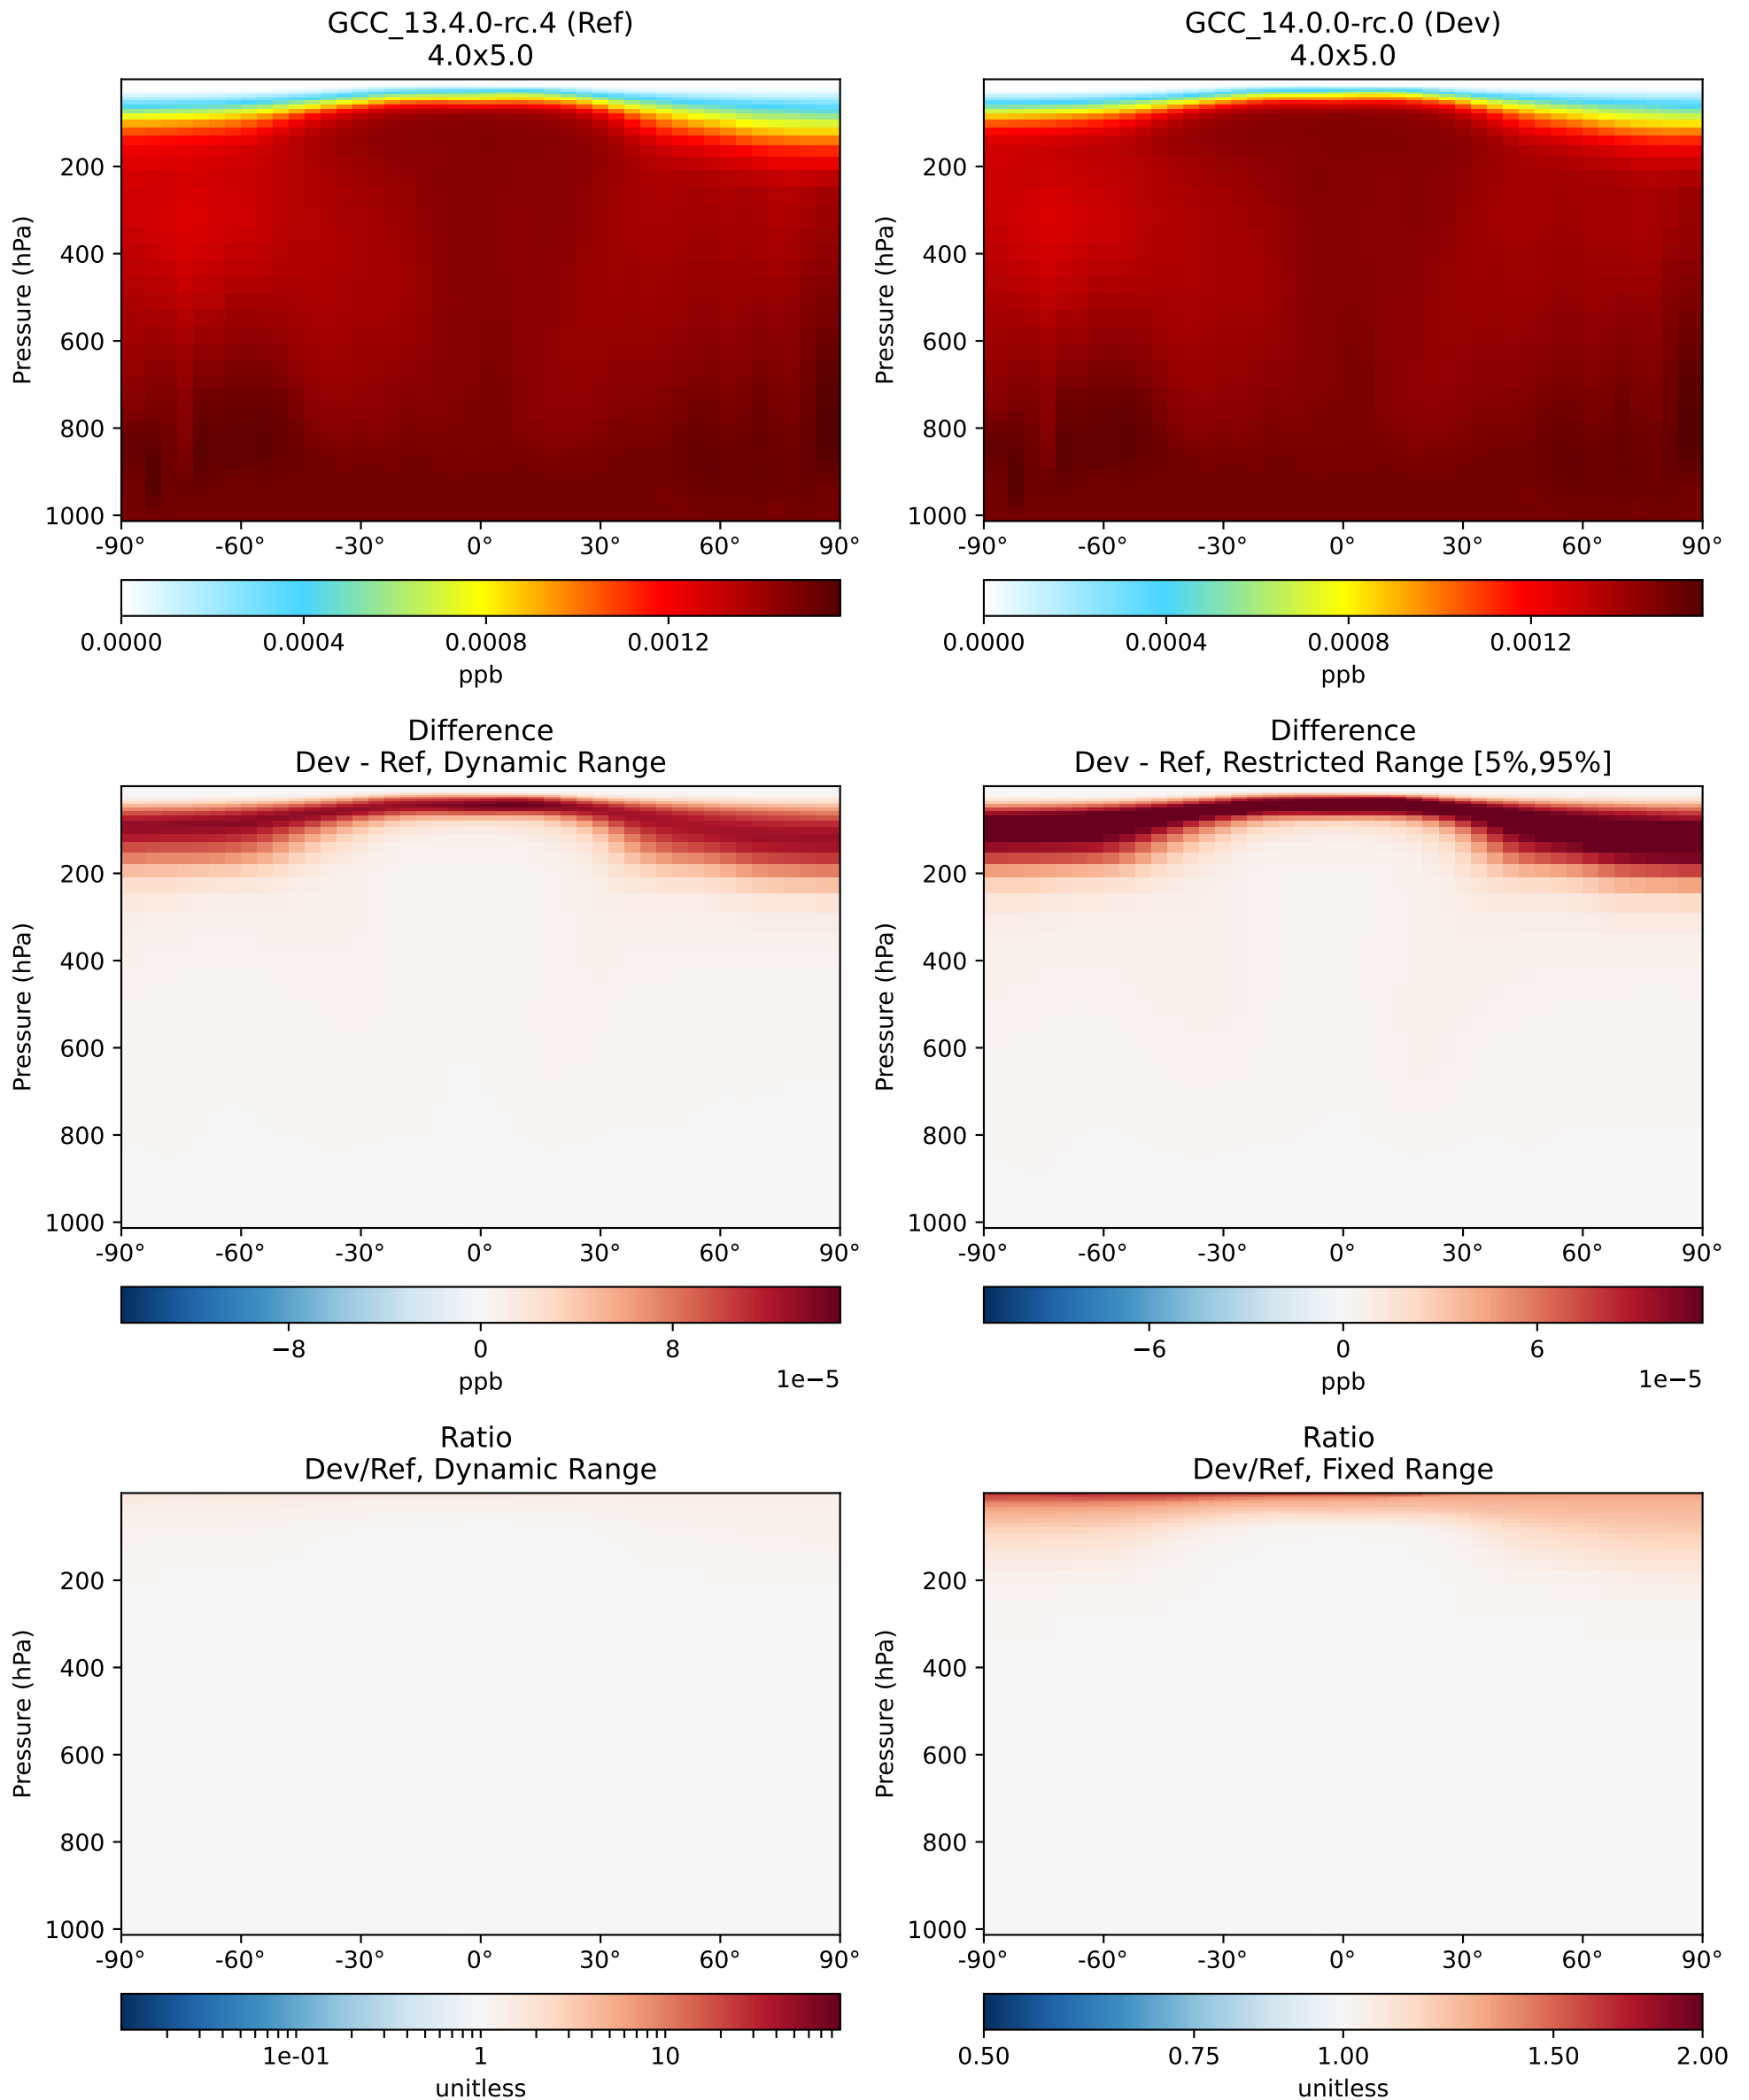 GCC_13.4.0-rc.4 (Ref)
4.0x5.0
Pressure (hPa)
200
400
600
800
1000
-90° -60° -30° 0° 30° 60° 90°
0.0000 0.0004 0.0008 0.0012
ppb
GCC_14.0.0-rc.0 (Dev)
4.0x5.0
Pressure (hPa)
200
400
600
800
1000
-90° -60° -30° 0° 30° 60° 90°
0.0000 0.0004 0.0008 0.0012
ppb
Difference
Dev - Ref, Dynamic Range
Pressure (hPa)
200
400
600
800
1000
-90° -60° -30° 0° 30° 60° 90°
−8 0 8
ppb
1e−5
Difference
Dev - Ref, Restricted Range [5%,95%]
Pressure (hPa)
200
400
600
800
1000
-90° -60° -30° 0° 30° 60° 90°
−6 0 6
ppb
1e−5
Ratio
Dev/Ref, Dynamic Range
Pressure (hPa)
200
400
600
800
1000
-90° -60° -30° 0° 30° 60° 90°
1e-01 1 10
unitless
Ratio
Dev/Ref, Fixed Range
Pressure (hPa)
200
400
600
800
1000
-90° -60° -30° 0° 30° 60° 90°
0.50 0.75 1.00 1.50 2.00
unitless